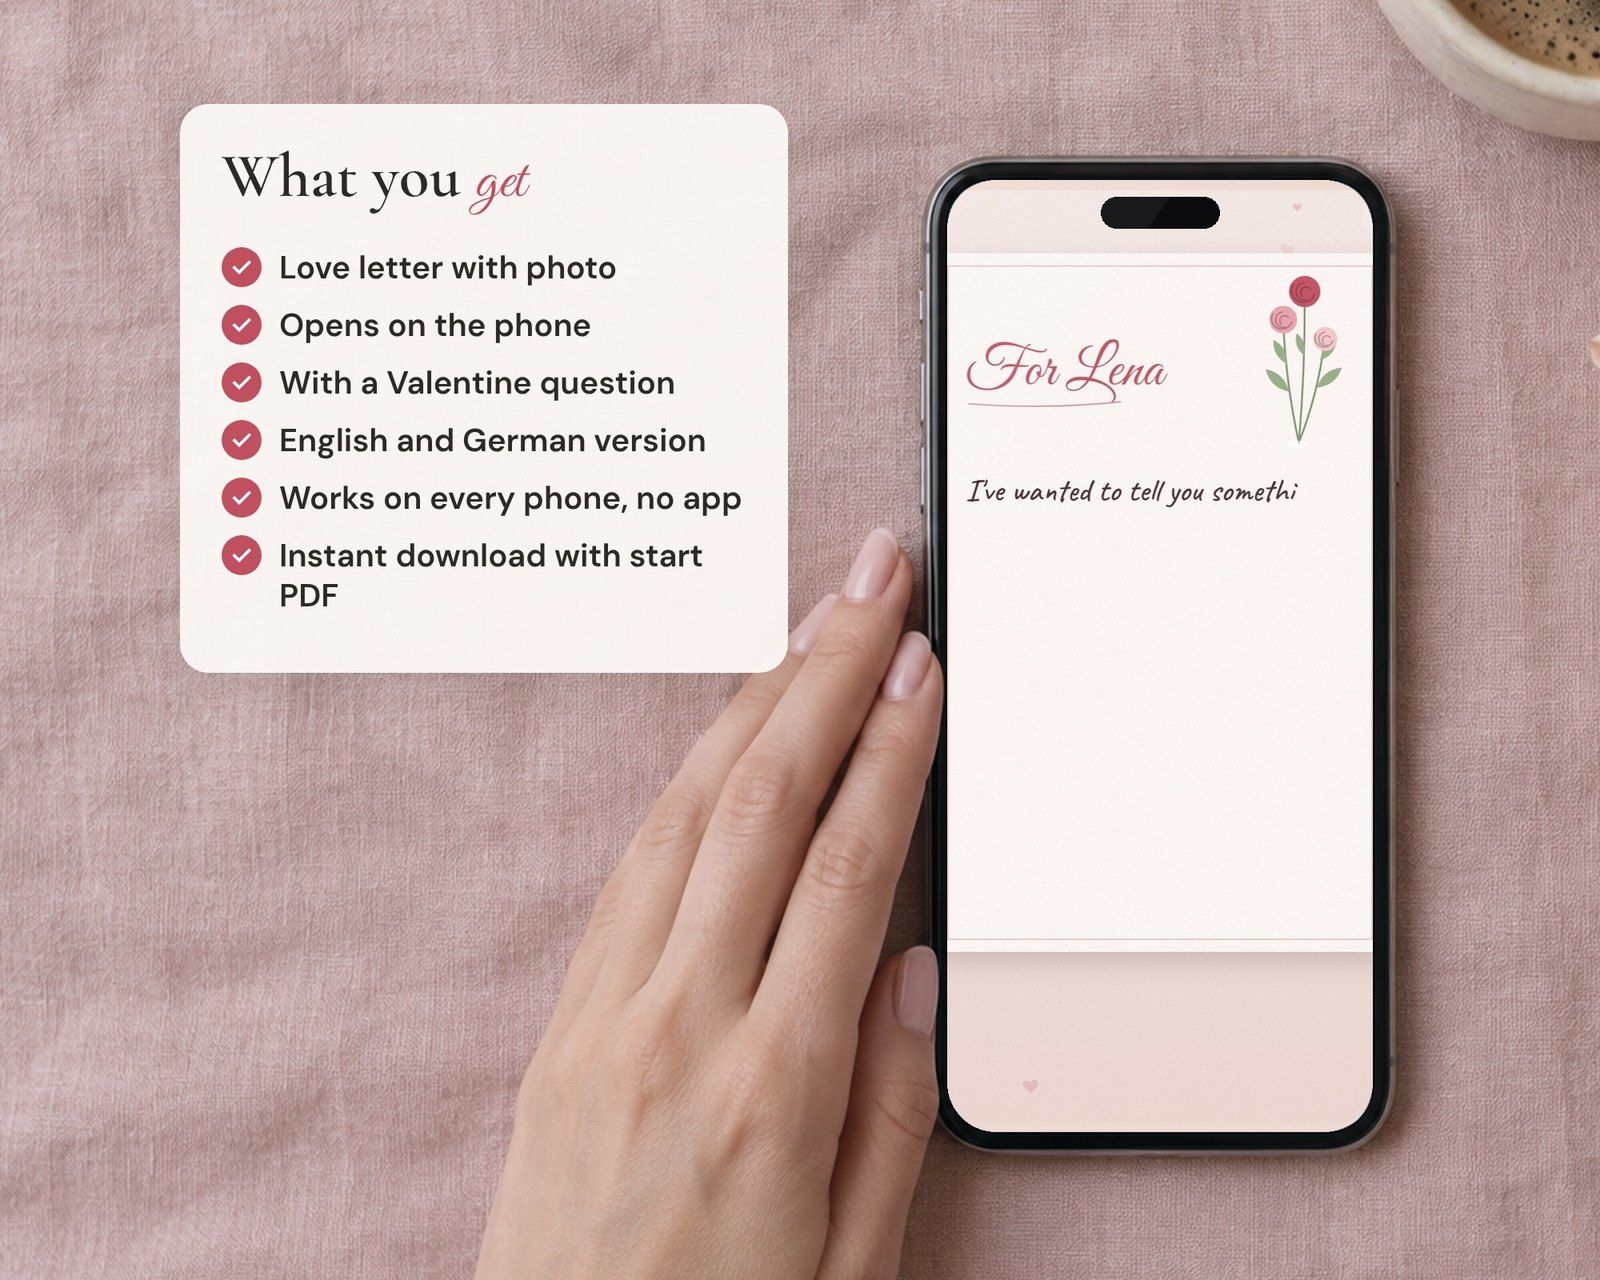 What you get
Love letter with photo
Opens on the phone
With a Valentine question
English and German version
Works on every phone, no app
Instant download with start
PDF
For Lena
I've wanted to tell you somethi